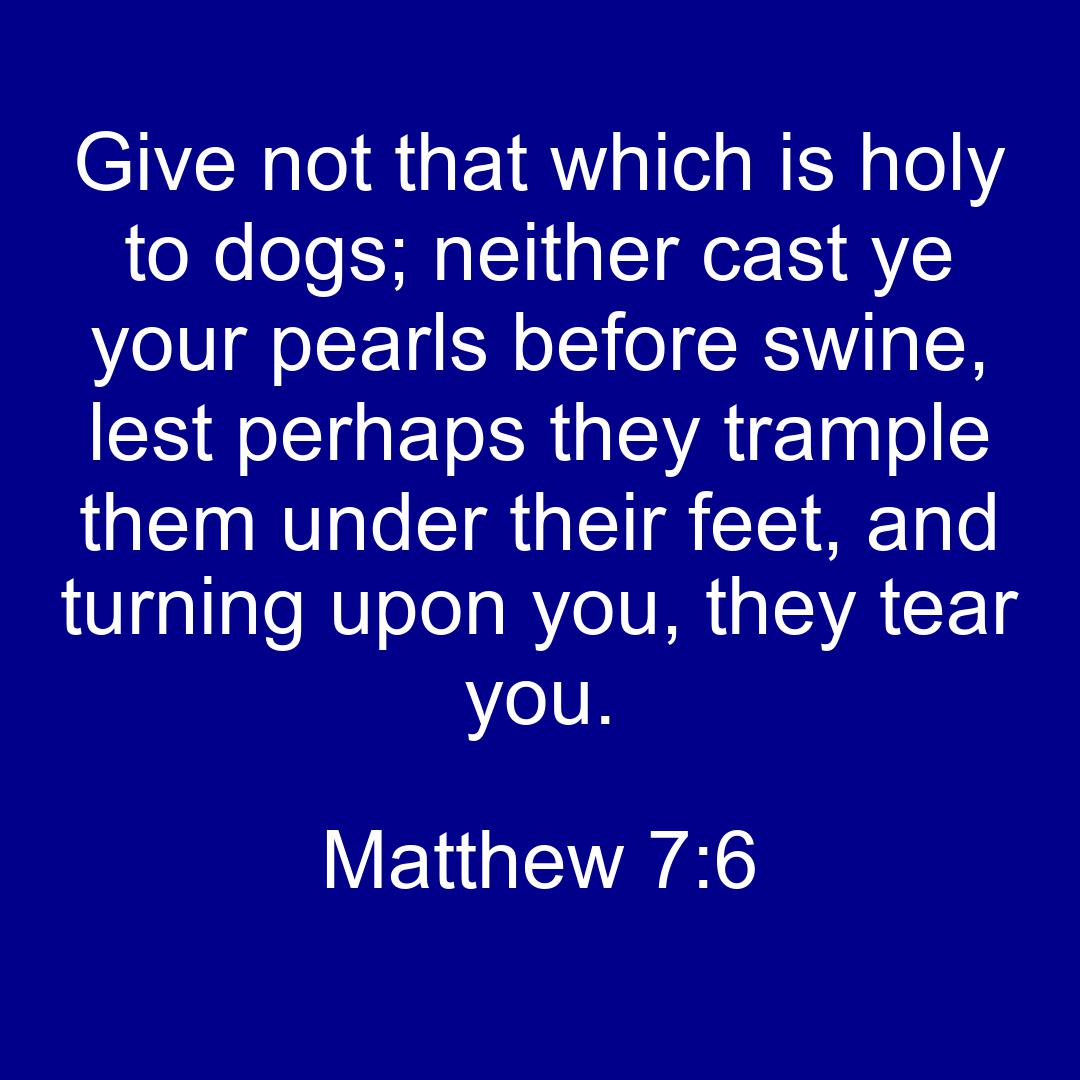 Give not that which is holy
to dogs; neither cast ye
your pearls before swine,
lest perhaps they trample
them under their feet, and
turning upon you, they tear
you.
Matthew 7:6